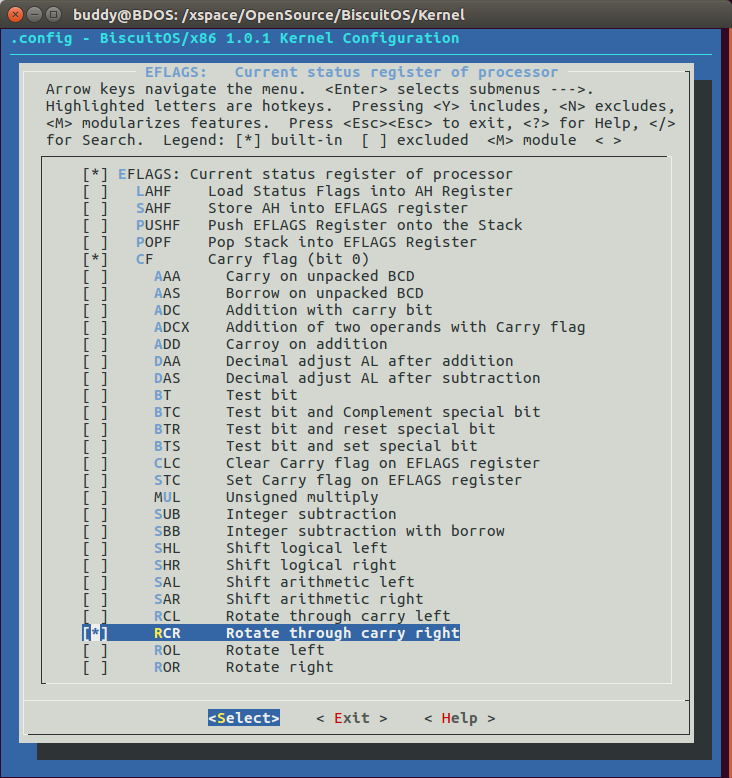 buddy@BDOS: /xspace/OpenSource/BiscuitOS/Kernel
.config - BiscuitOS/x86 1.0.1 Kernel Configuration
EFLAGS: Current status register of processor
Arrow keys navigate the menu. <Enter> selects submenus --->.
Highlighted letters are hotkeys. Pressing <Y> includes, <N> excludes,
<M> modularizes features. Press <Esc><Esc> to exit, <?> for Help, </>
for Search. Legend: [*] built-in [ ] excluded <M> module < >
[*] EFLAGS: Current status register of processor
[ ] LAHF Load Status Flags into AH Register
[ ] SAHF Store AH into EFLAGS register
[ ] PUSHF Push EFLAGS Register onto the Stack
[ ] POPF Pop Stack into EFLAGS Register
[*] CF Carry flag (bit 0)
[ ] AAA Carry on unpacked BCD
[ ] AAS Borrow on unpacked BCD
[ ] ADC Addition with carry bit
[ ] ADCX Addition of two operands with Carry flag
[ ] ADD Carroy on addition
[ ] DAA Decimal adjust AL after addition
[ ] DAS Decimal adjust AL after subtraction
[ ] BT Test bit
[ ] BTC Test bit and Complement special bit
[ ] BTR Test bit and reset special bit
[ ] BTS Test bit and set special bit
[ ] CLC Clear Carry flag on EFLAGS register
[ ] STC Set Carry flag on EFLAGS register
[ ] MUL Unsigned multiply
[ ] SUB Integer subtraction
[ ] SBB Integer subtraction with borrow
[ ] SHL Shift logical left
[ ] SHR Shift logical right
[ ] SAL Shift arithmetic left
[ ] SAR Shift arithmetic right
[ ] RCL Rotate through carry left
[*] RCR Rotate through carry right
[ ] ROL Rotate left
[ ] ROR Rotate right
<Select> < Exit > < Help >